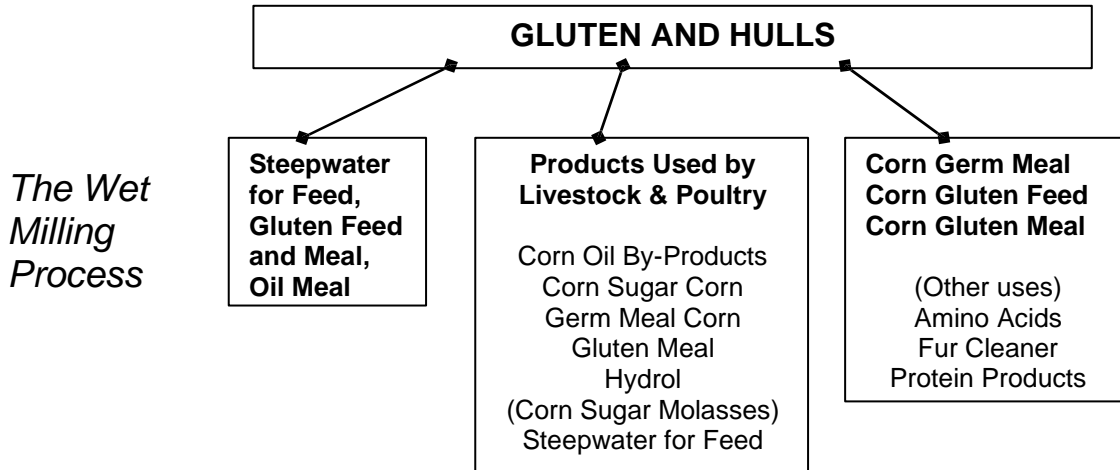 GLUTEN AND HULLS
The Wet
Milling
Process
Steepwater
for Feed,
Gluten Feed
and Meal,
Oil Meal
Products Used by
Livestock & Poultry
Corn Oil By-Products
Corn Sugar Corn
Germ Meal Corn
Gluten Meal
Hydrol
(Corn Sugar Molasses)
Steepwater for Feed
Corn Germ Meal
Corn Gluten Feed
Corn Gluten Meal
(Other uses)
Amino Acids
Fur Cleaner
Protein Products